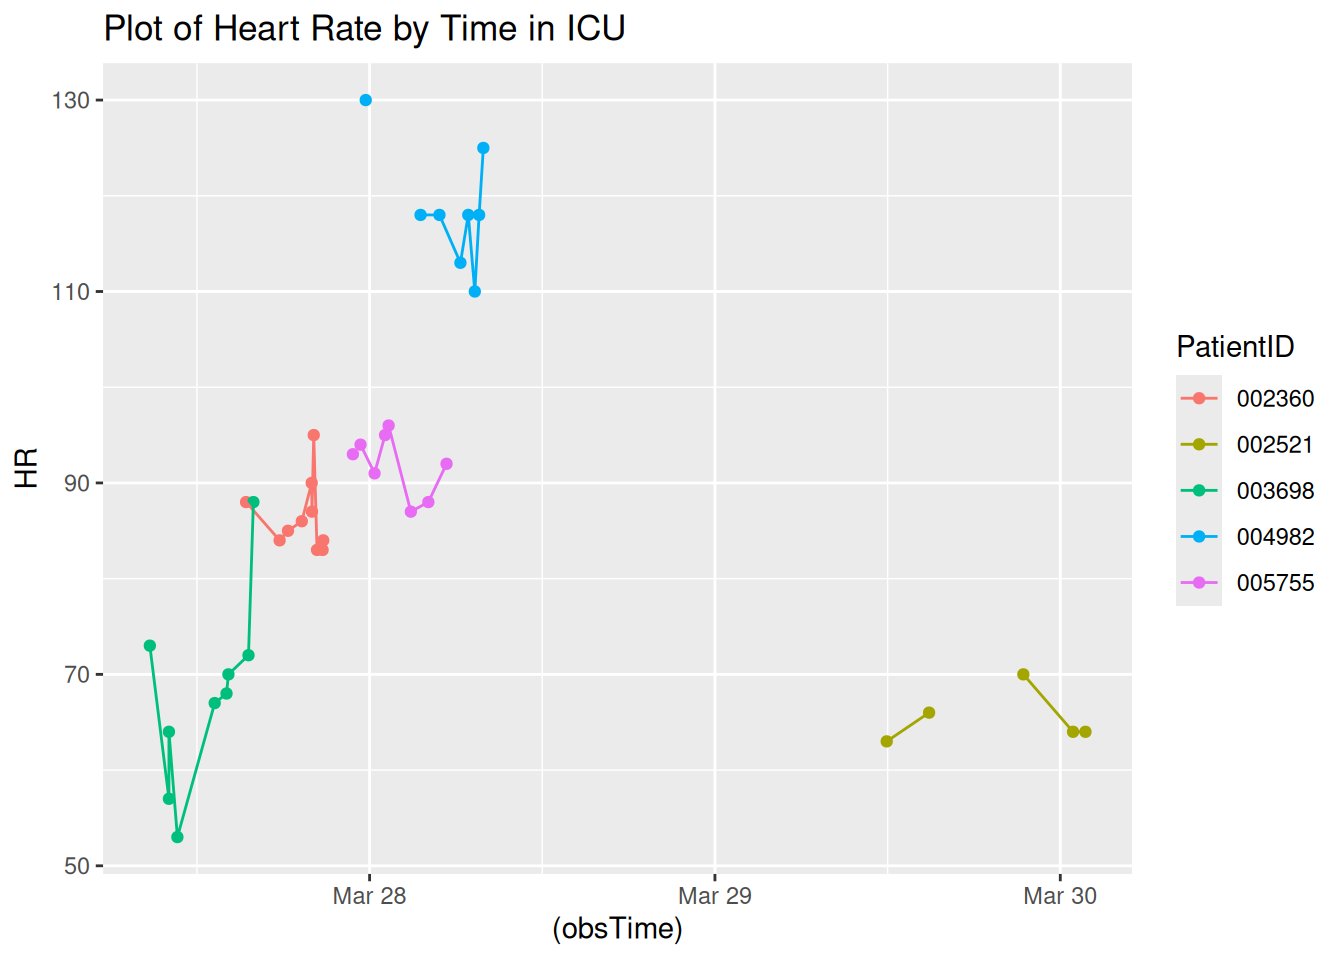 Plot of Heart Rate by Time in ICU
130
110
90
70
50
HR
Mar 28
Mar 29
Mar 30
(obsTime)
PatientID
002360
002521
003698
004982
005755